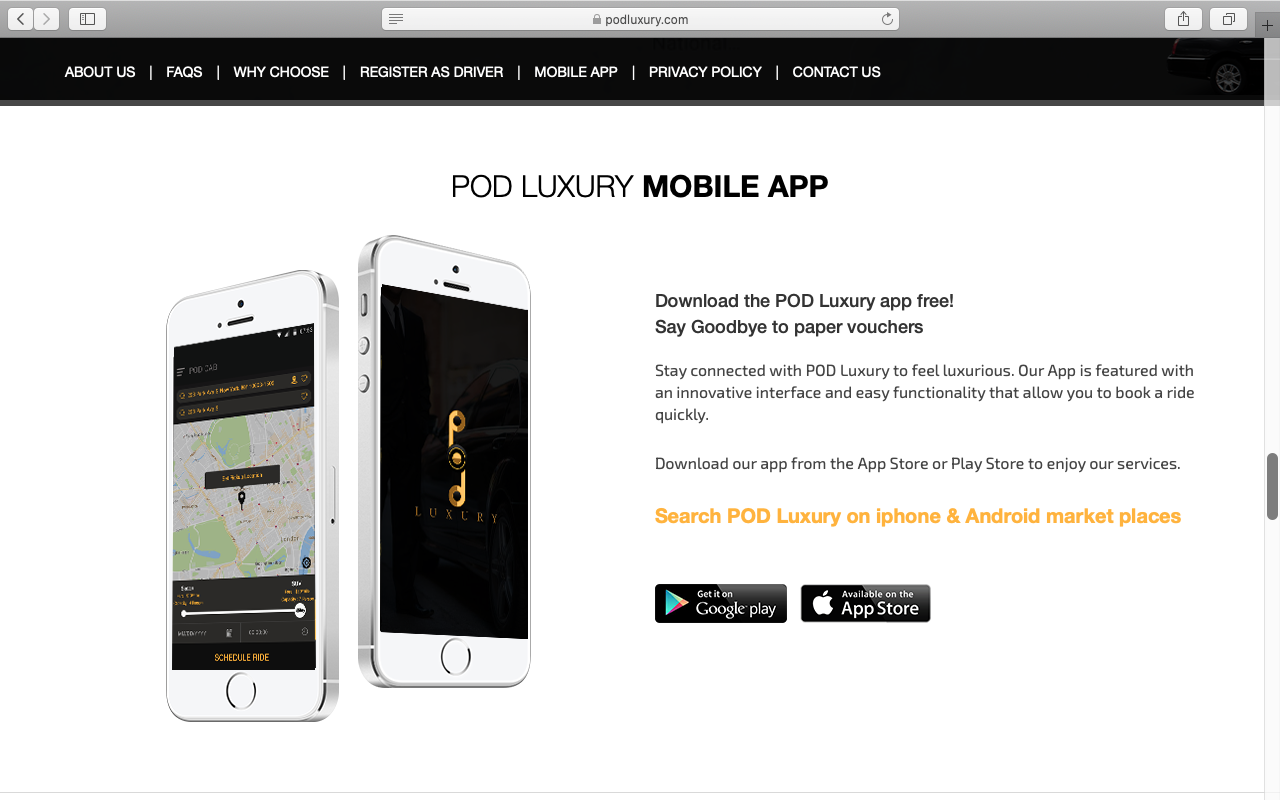 podluxury.com
ABOUT US | FAQS | WHY CHOOSE | REGISTER AS DRIVER | MOBILE APP | PRIVACY POLICY | CONTACT US
POD LUXURY MOBILE APP
Download the POD Luxury app free!
Say Goodbye to paper vouchers
Stay connected with POD Luxury to feel luxurious. Our App is featured with
an innovative interface and easy functionality that allow you to book a ride
quickly.
Download our app from the App Store or Play Store to enjoy our services.
Search POD Luxury on iphone & Android market places
Get it on
Google play
Available on the
App Store
POD CAB
SCHEDULE RIDE
pod
LUXURY